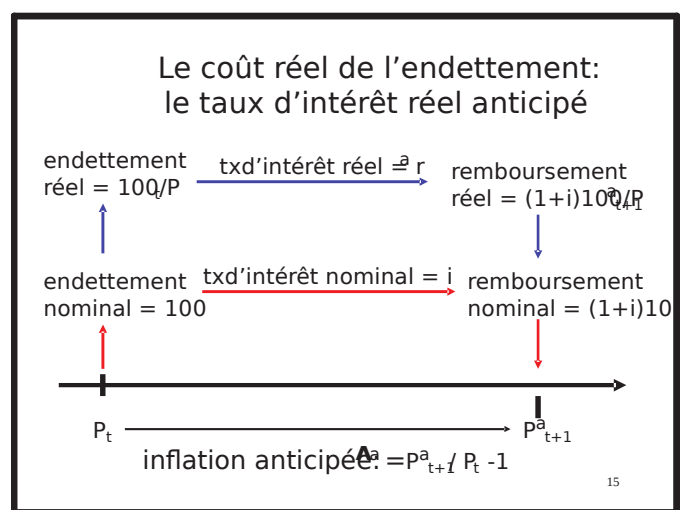 Le coût réel de l’endettement:
le taux d’intérêt réel anticipé
endettement
réel = 100/Pt
txd’intérêt réel = ra
remboursement
réel = (1+i)100/Pat+1
endettement
nominal = 100
txd’intérêt nominal = i
remboursement
nominal = (1+i)10
Pt
Pat+1
inflation anticipée: Aa =Pat+1/ Pt -1
15